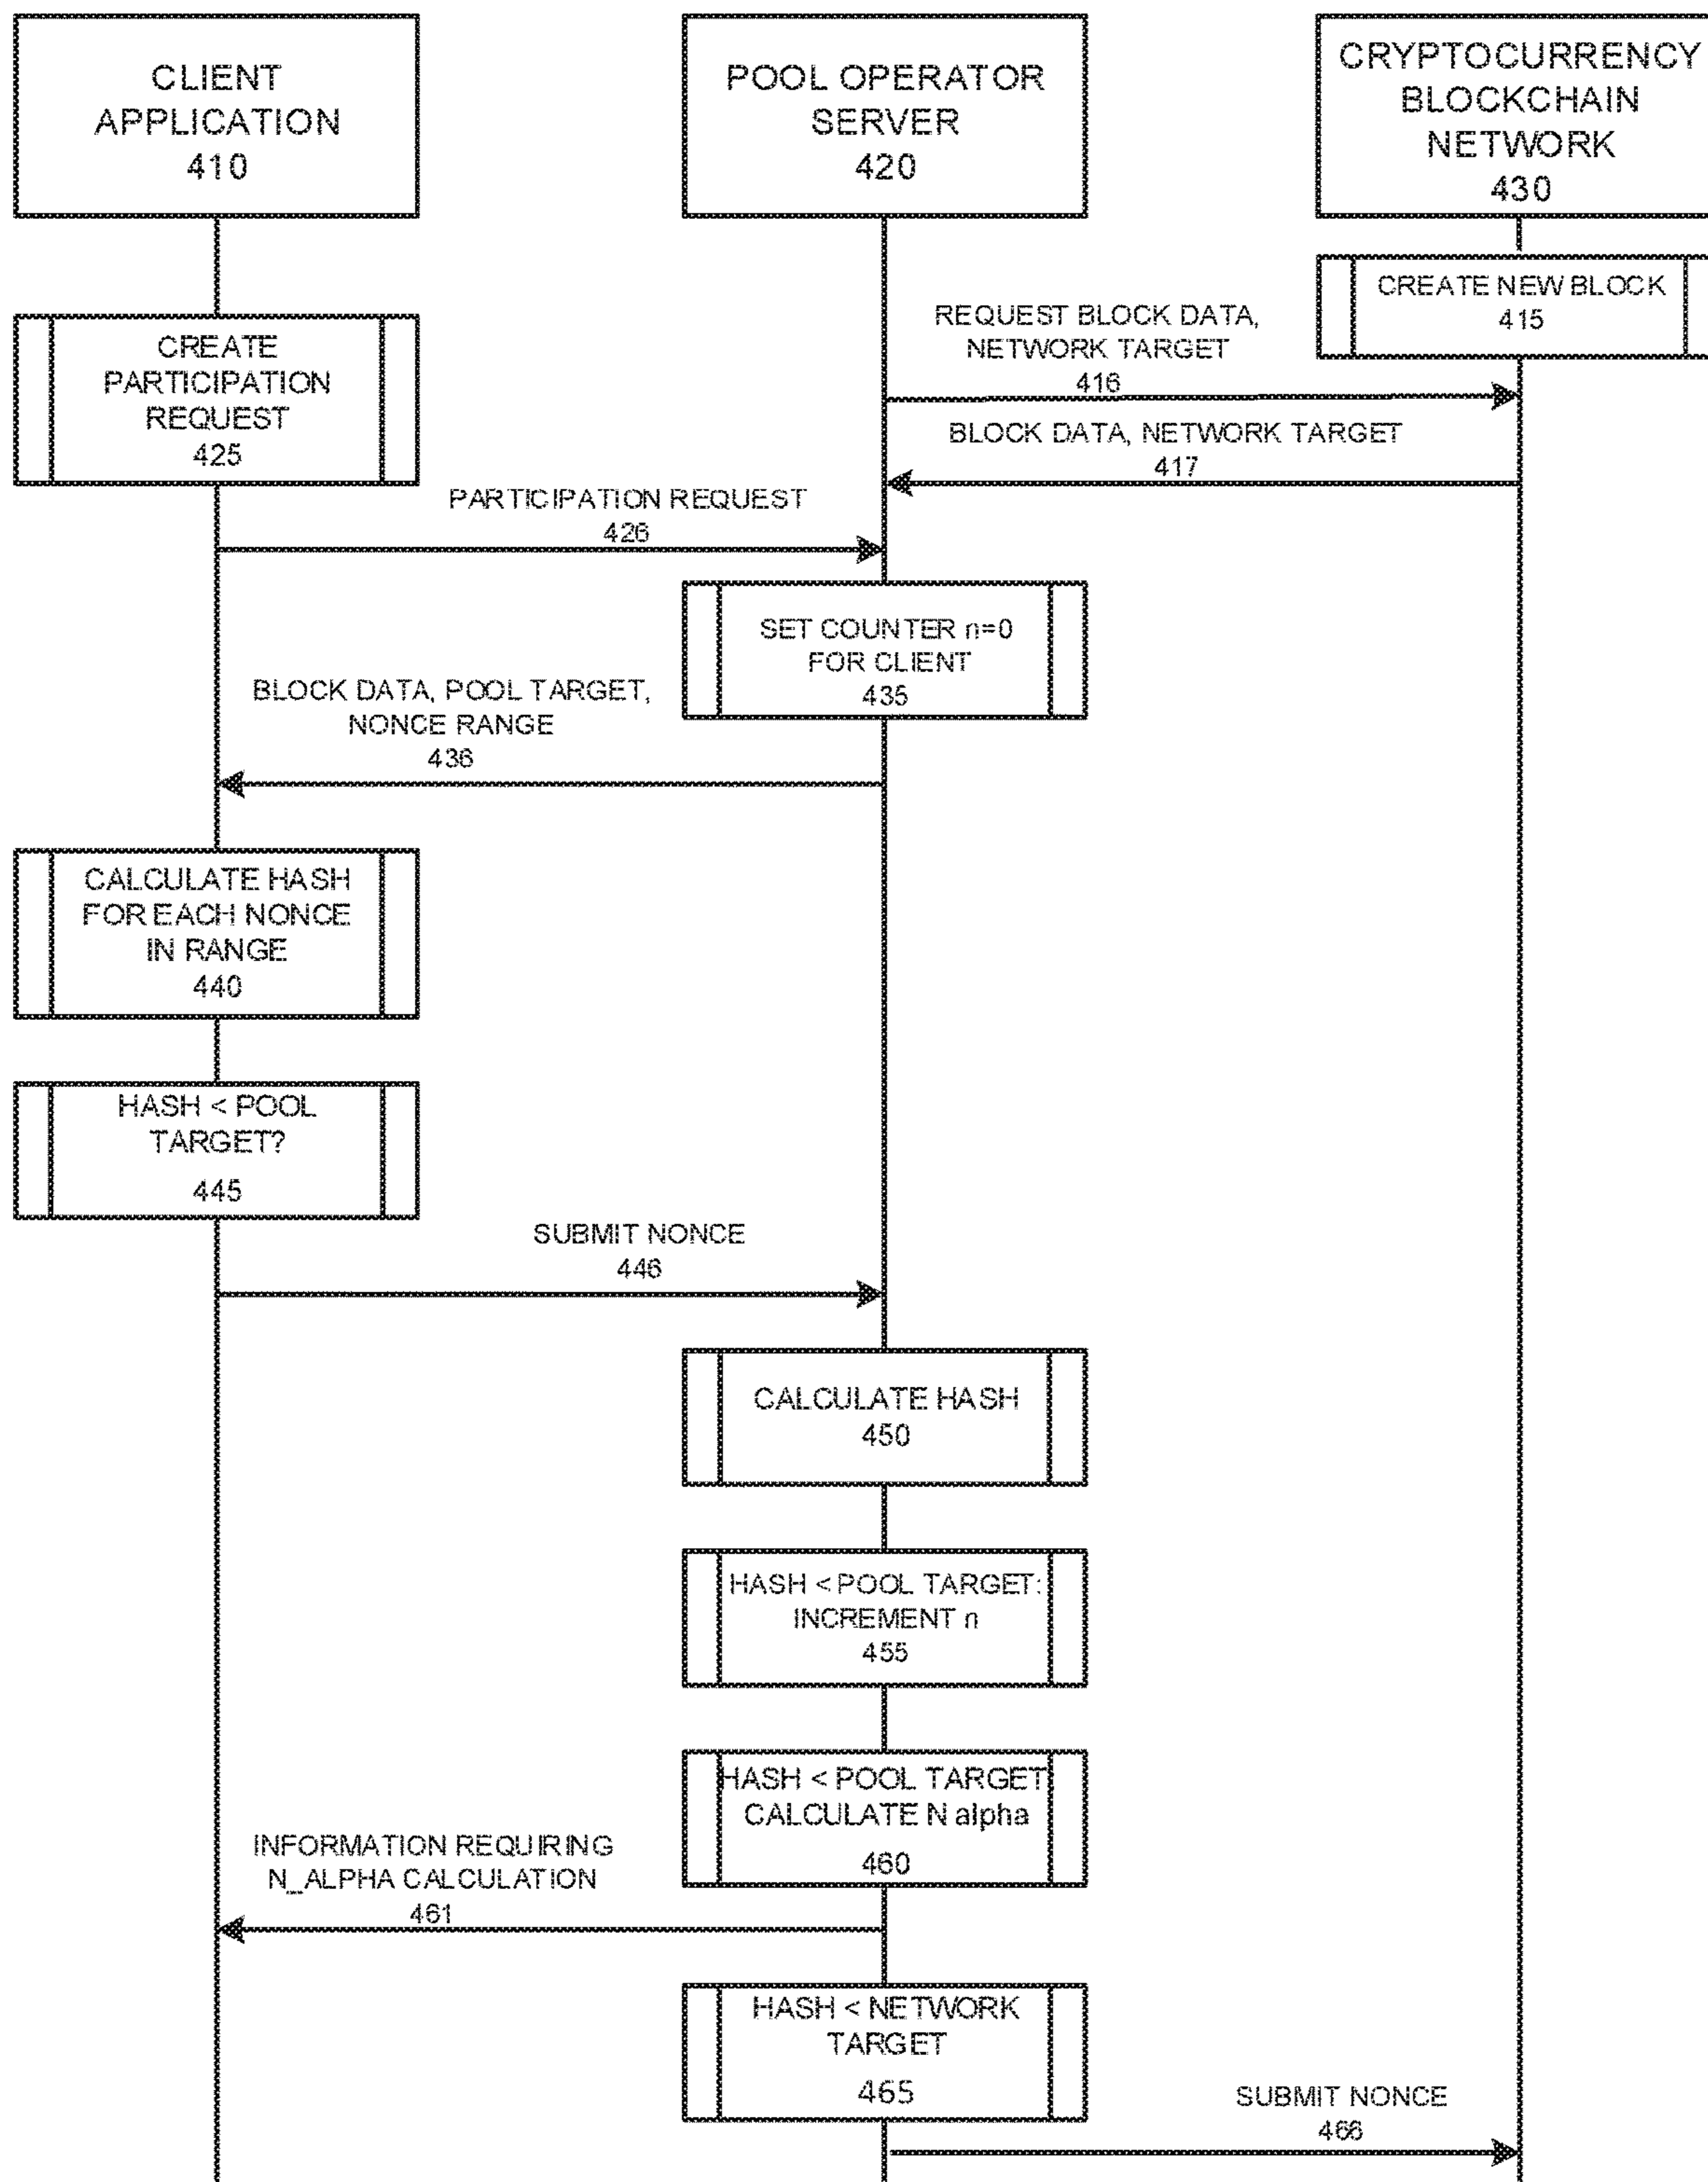 CLIENT
APPLICATION
410
POOL OPERATOR
SERVER
420
CRYPTOCURRENCY
BLOCKCHAIN
NETWORK
430
CREATE NEW BLOCK
415
REQUEST BLOCK DATA,
NETWORK TARGET
416
CREATE
PARTICIPATION
REQUEST
425
BLOCK DATA, NETWORK TARGET
417
PARTICIPATION REQUEST
426
SET COUNTER n=0
FOR CLIENT
435
BLOCK DATA, POOL TARGET,
NONCE RANGE
436
CALCULATE HASH
FOR EACH NONCE
IN RANGE
440
HASH < POOL
TARGET?
445
SUBMIT NONCE
446
CALCULATE HASH
450
HASH < POOL TARGET:
INCREMENT n
455
HASH < POOL TARGET
CALCULATE N alpha
460
INFORMATION REQUIRING
N_ALPHA CALCULATION
461
HASH < NETWORK
TARGET
465
SUBMIT NONCE
466